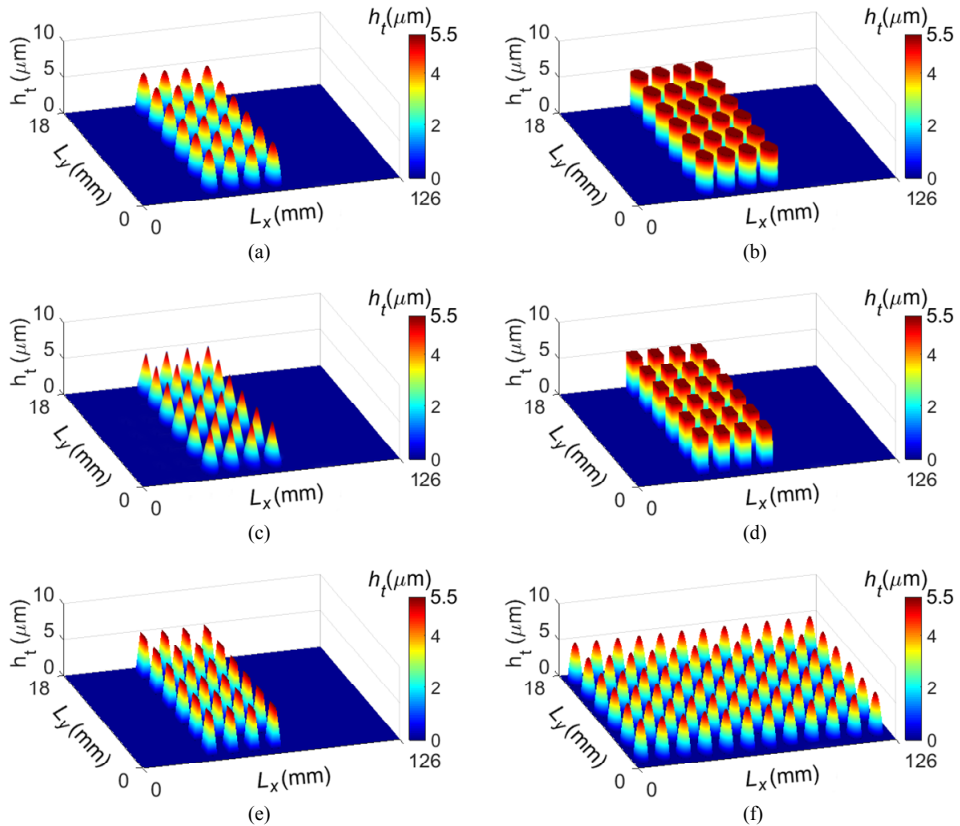 h_t(μm)
10
5
0
h_t (μm)
18
L_y(mm)
0
0
L_x(mm)
126
5.5
4
2
0
(a)
h_t(μm)
10
5
0
h_t (μm)
18
L_y(mm)
0
0
L_x(mm)
126
5.5
4
2
0
(b)
h_t(μm)
10
5
0
h_t (μm)
18
L_y(mm)
0
0
L_x(mm)
126
5.5
4
2
0
(c)
h_t(μm)
10
5
0
h_t (μm)
18
L_y(mm)
0
0
L_x(mm)
126
5.5
4
2
0
(d)
h_t(μm)
10
5
0
h_t (μm)
18
L_y(mm)
0
0
L_x(mm)
126
5.5
4
2
0
(e)
h_t(μm)
10
5
0
h_t (μm)
18
L_y(mm)
0
0
L_x(mm)
126
5.5
4
2
0
(f)